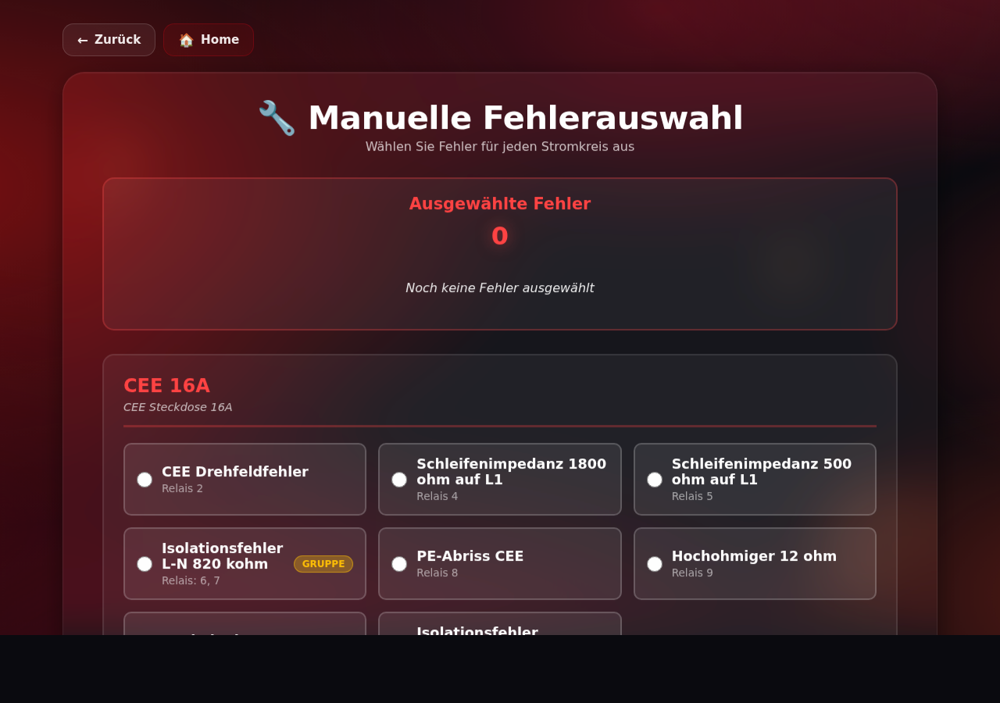 ← Zurück
🏠 Home
🔧 Manuelle Fehlerauswahl
Wählen Sie Fehler für jeden Stromkreis aus
Ausgewählte Fehler
0
Noch keine Fehler ausgewählt
CEE 16A
CEE Steckdose 16A
CEE Drehfeldfehler
Relais 2
Schleifenimpedanz 1800
ohm auf L1
Relais 4
Schleifenimpedanz 500
ohm auf L1
Relais 5
Isolationsfehler
L-N 820 kohm
Relais: 6, 7
GRUPPE
PE-Abriss CEE
Relais 8
Hochohmiger 12 ohm
Relais 9
Isolationsfehler